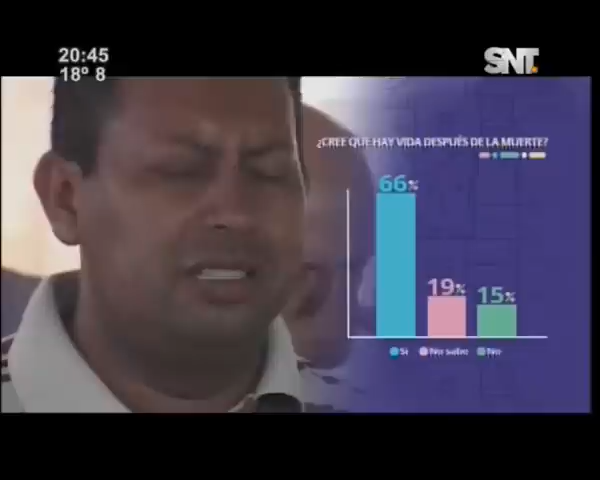 20:45
18° 8
SNT.
¿CREE QUE HAY VIDA DESPUÉS DE LA MUERTE?
66%
19%
15%
Si No sabe No